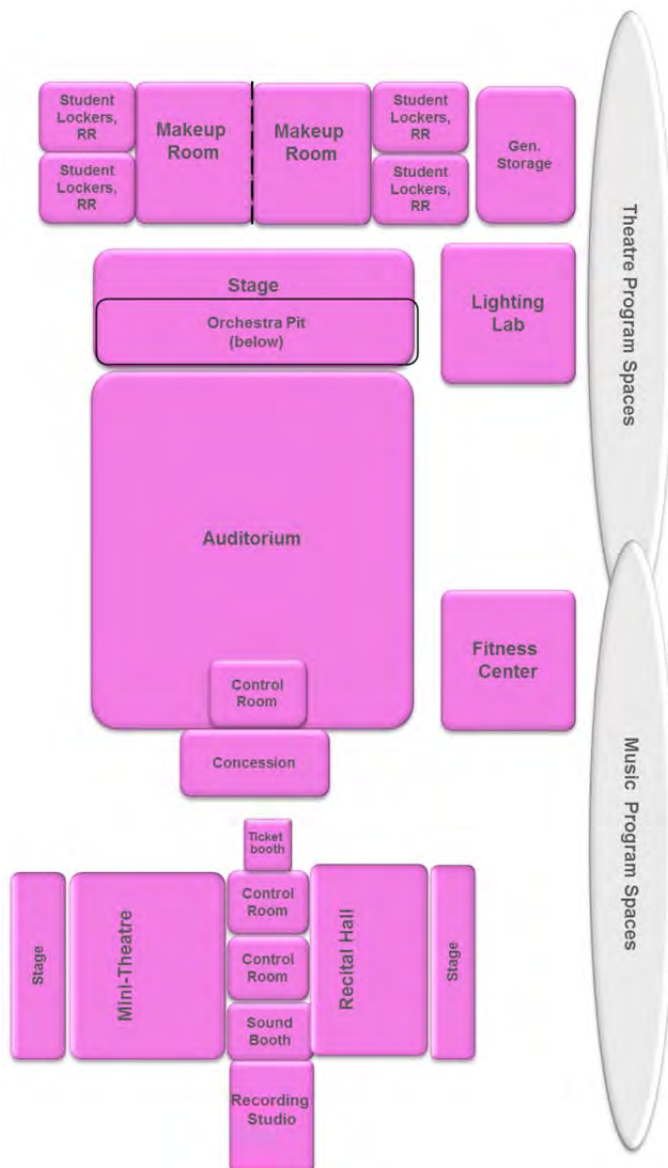 Student
Lockers,
RR
Student
Lockers,
RR
Makeup
Room
Makeup
Room
Student
Lockers,
RR
Student
Lockers,
RR
Gen.
Storage
Theatre Program Spaces
Stage
Orchestra Pit
(below)
Lighting
Lab
Auditorium
Fitness
Center
Control
Room
Concession
Music Program Spaces
Ticket
booth
Stage
Mini-Theatre
Control
Room
Control
Room
Sound
Booth
Recital Hall
Stage
Recording
Studio